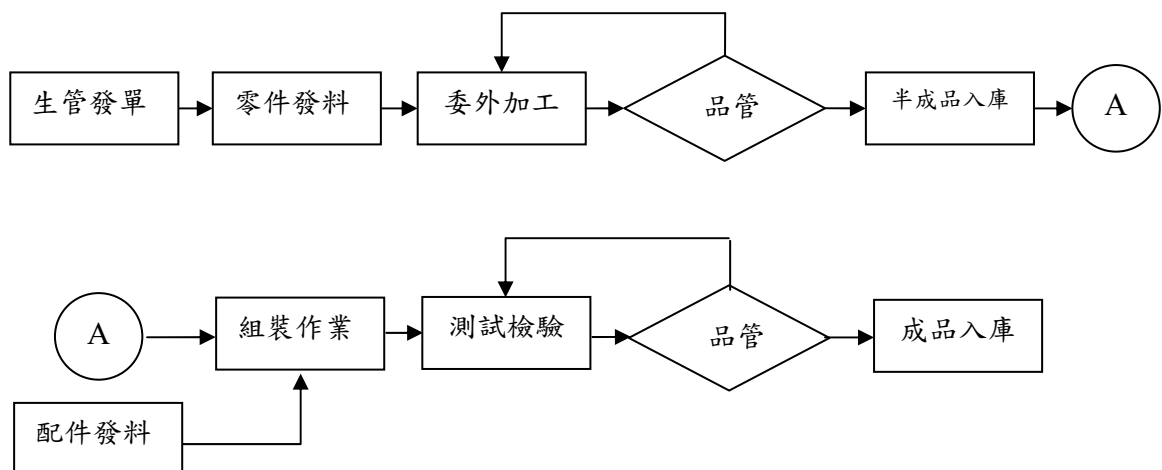 生管發單
零件發料
委外加工
品管
半成品入庫
A
A
組裝作業
測試檢驗
品管
成品入庫
配件發料